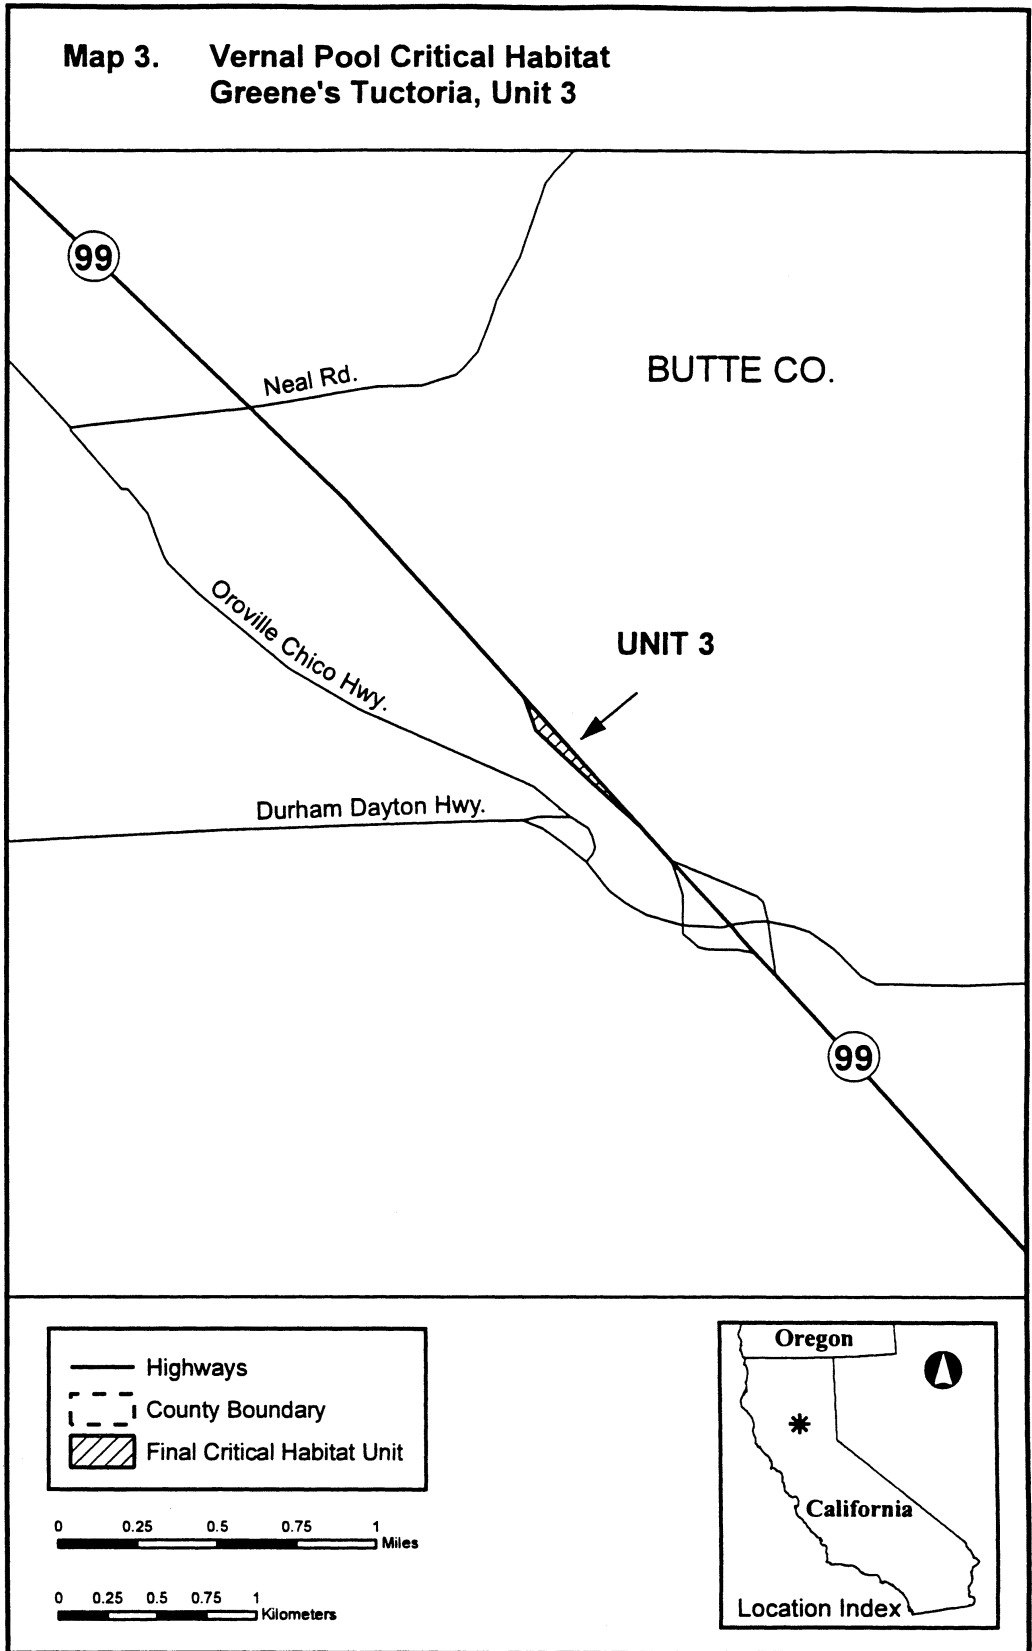 Map 3. Vernal Pool Critical Habitat
Greene's Tuctoria, Unit 3
99
Neal Rd.
BUTTE CO.
Oroville Chico Hwy.
UNIT 3
Durham Dayton Hwy.
99
Highways
County Boundary
Final Critical Habitat Unit
0 0.25 0.5 0.75 1
Miles
0 0.25 0.5 0.75 1
Kilometers
Oregon
California
Location Index